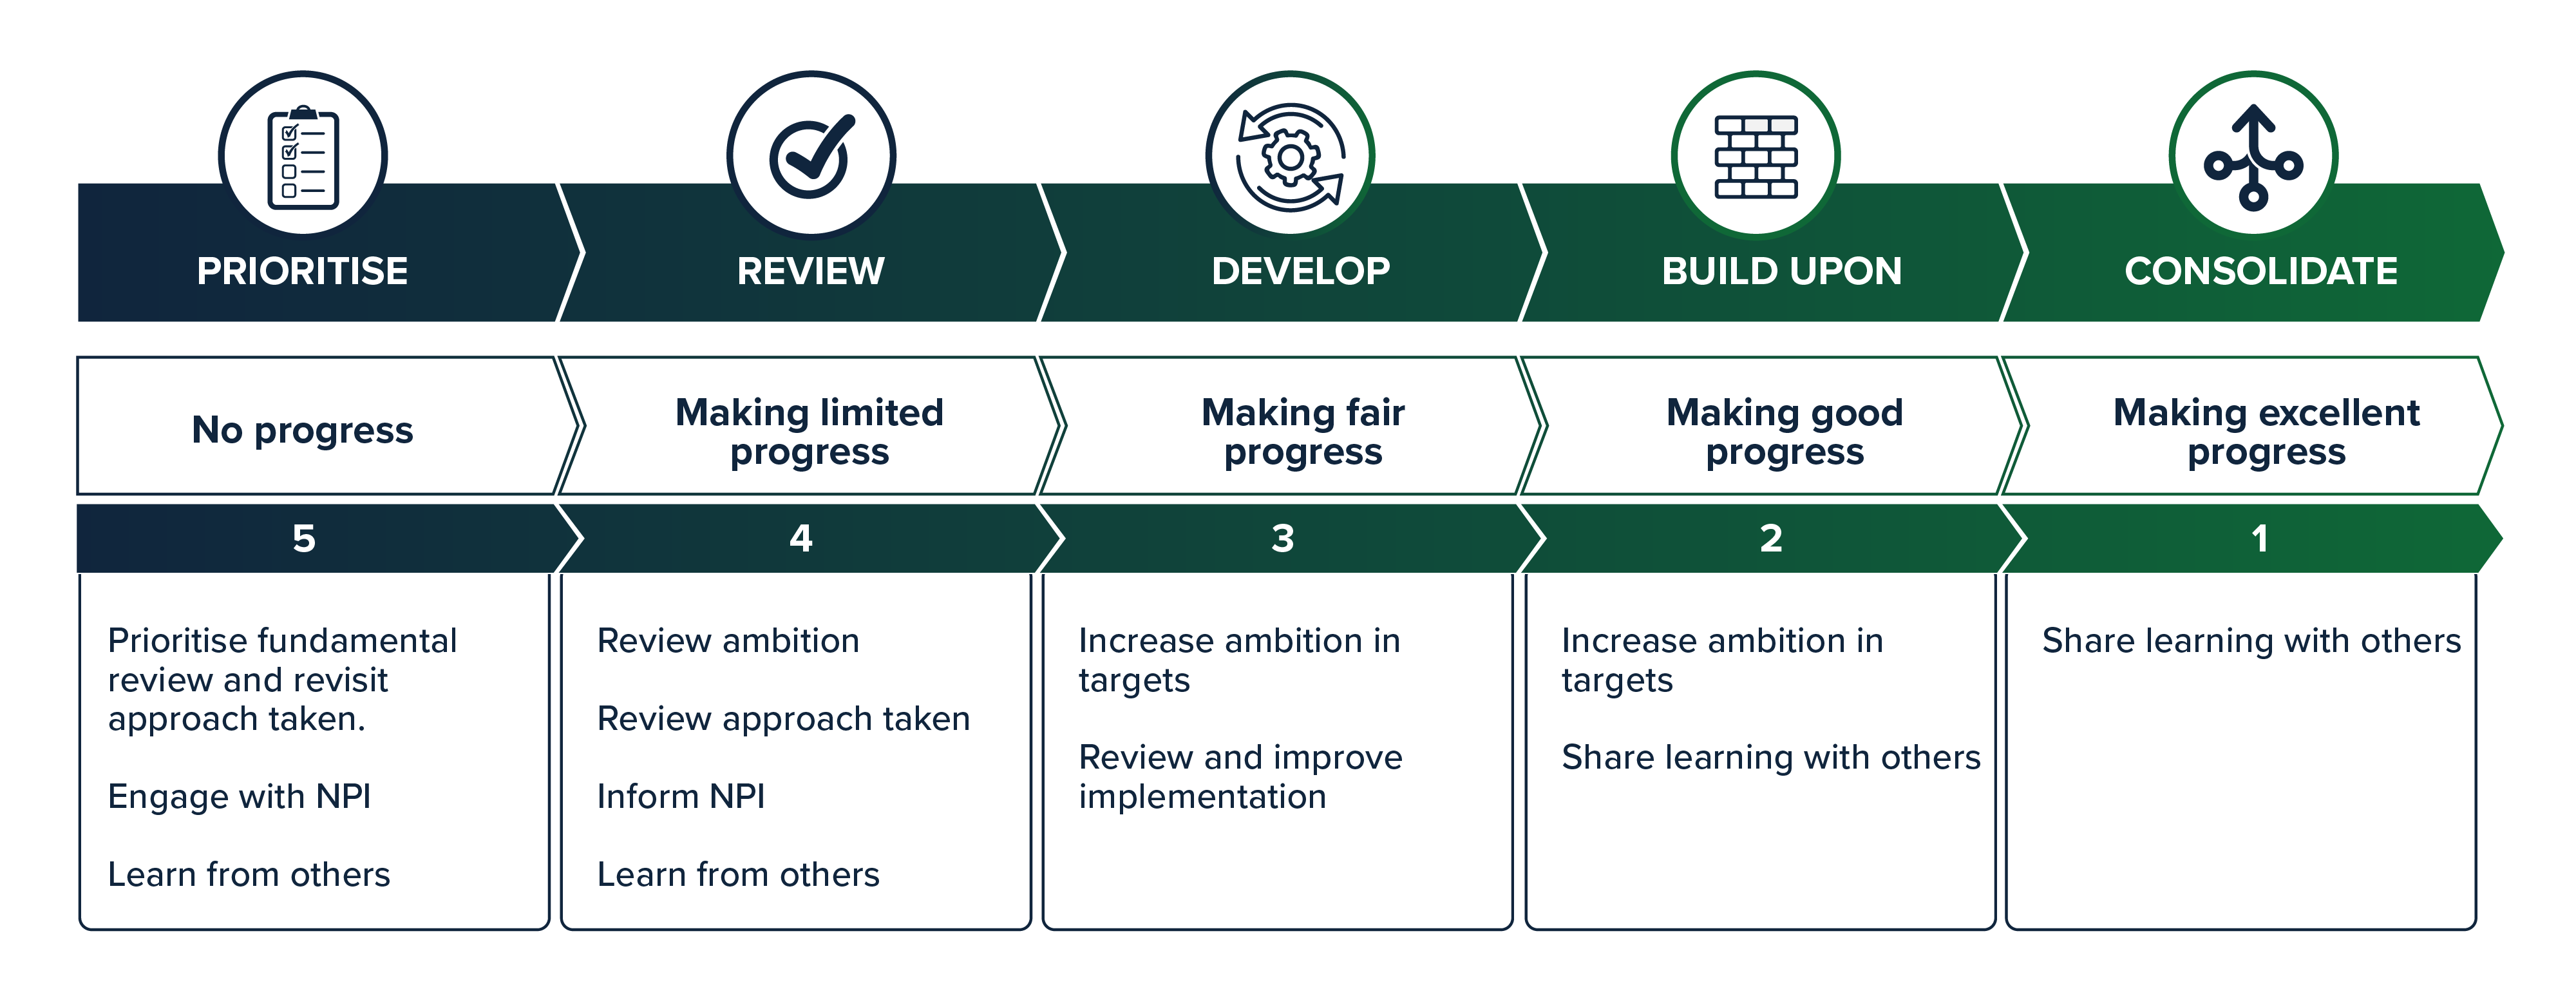 PRIORITISE
REVIEW
DEVELOP
BUILD UPON
CONSOLIDATE
No progress
Making limited
progress
Making fair
progress
Making good
progress
Making excellent
progress
5
4
3
2
1
Prioritise fundamental
review and revisit
approach taken.
Engage with NPI
Learn from others
Review ambition
Review approach taken
Inform NPI
Learn from others
Increase ambition in
targets
Review and improve
implementation
Increase ambition in
targets
Share learning with others
Share learning with others